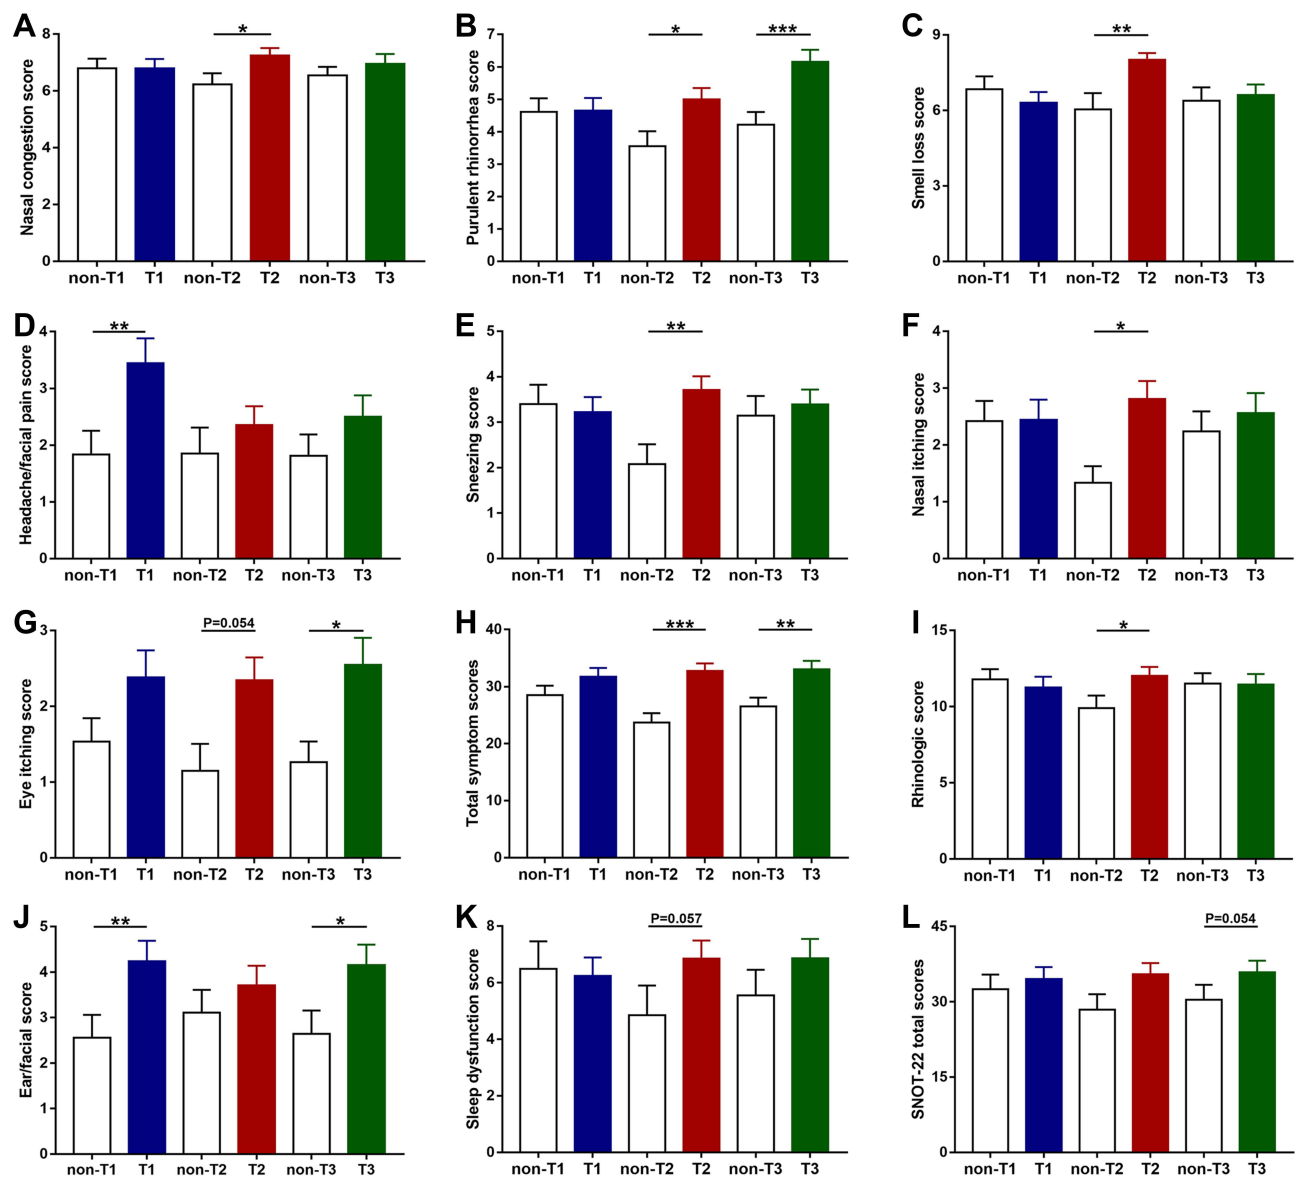 A
Nasal congestion score
8
6
4
2
0
*
non-T1 T1 non-T2 T2 non-T3 T3
B
Purulent rhinorrhea score
7
6
5
4
3
2
1
0
* ***
non-T1 T1 non-T2 T2 non-T3 T3
C
Smell loss score
9
6
3
0
**
non-T1 T1 non-T2 T2 non-T3 T3
D
Headache/facial pain score
4
3
2
1
0
**
non-T1 T1 non-T2 T2 non-T3 T3
E
Sneezing score
5
4
3
2
1
0
**
non-T1 T1 non-T2 T2 non-T3 T3
F
Nasal itching score
4
3
2
1
0
*
non-T1 T1 non-T2 T2 non-T3 T3
G
Eye itching score
3
2
1
0
P=0.054 *
non-T1 T1 non-T2 T2 non-T3 T3
H
Total symptom scores
40
30
20
10
0
*** **
non-T1 T1 non-T2 T2 non-T3 T3
I
Rhinologic score
15
10
5
0
*
non-T1 T1 non-T2 T2 non-T3 T3
J
Ear/facial score
5
4
3
2
1
0
** *
non-T1 T1 non-T2 T2 non-T3 T3
K
Sleep dysfunction score
8
6
4
2
0
P=0.057
non-T1 T1 non-T2 T2 non-T3 T3
L
SNOT-22 total scores
45
30
15
0
P=0.054
non-T1 T1 non-T2 T2 non-T3 T3